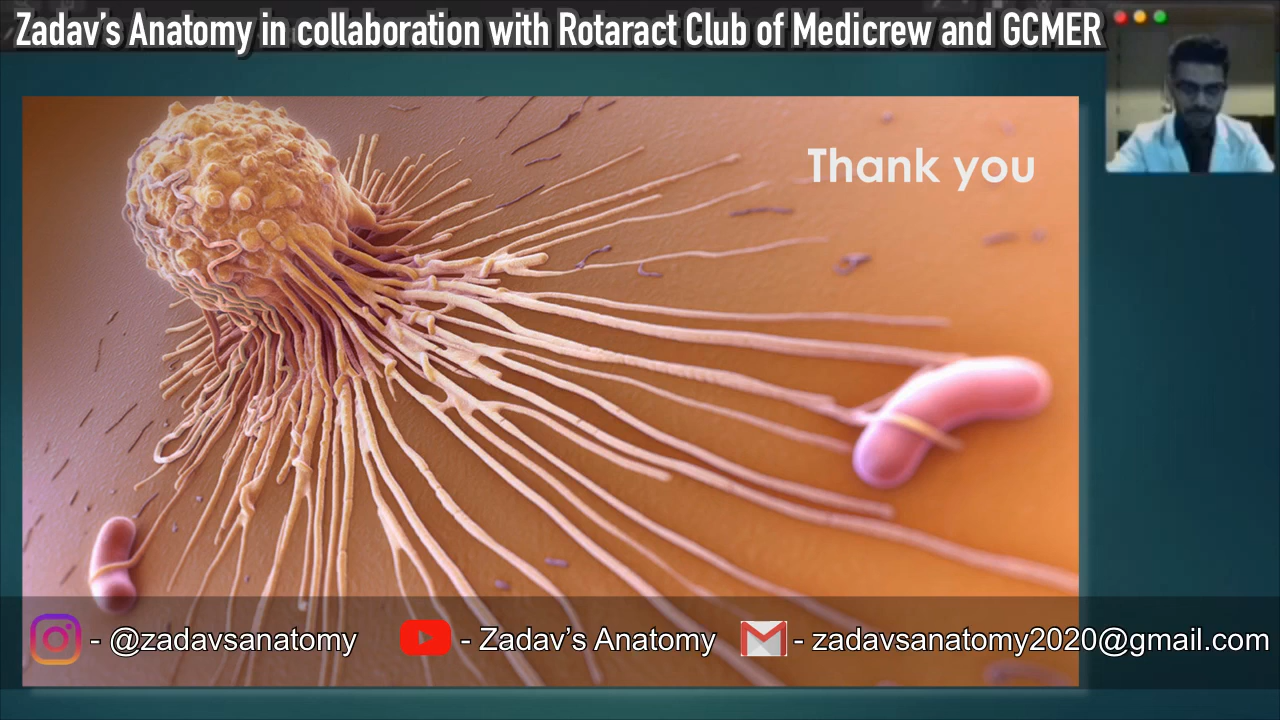 Zadav's Anatomy in collaboration with Rotaract Club of Medicrew and GCMER
Thank you
- @zadavsanatomy
- Zadav's Anatomy
- zadavsanatomy2020@gmail.com